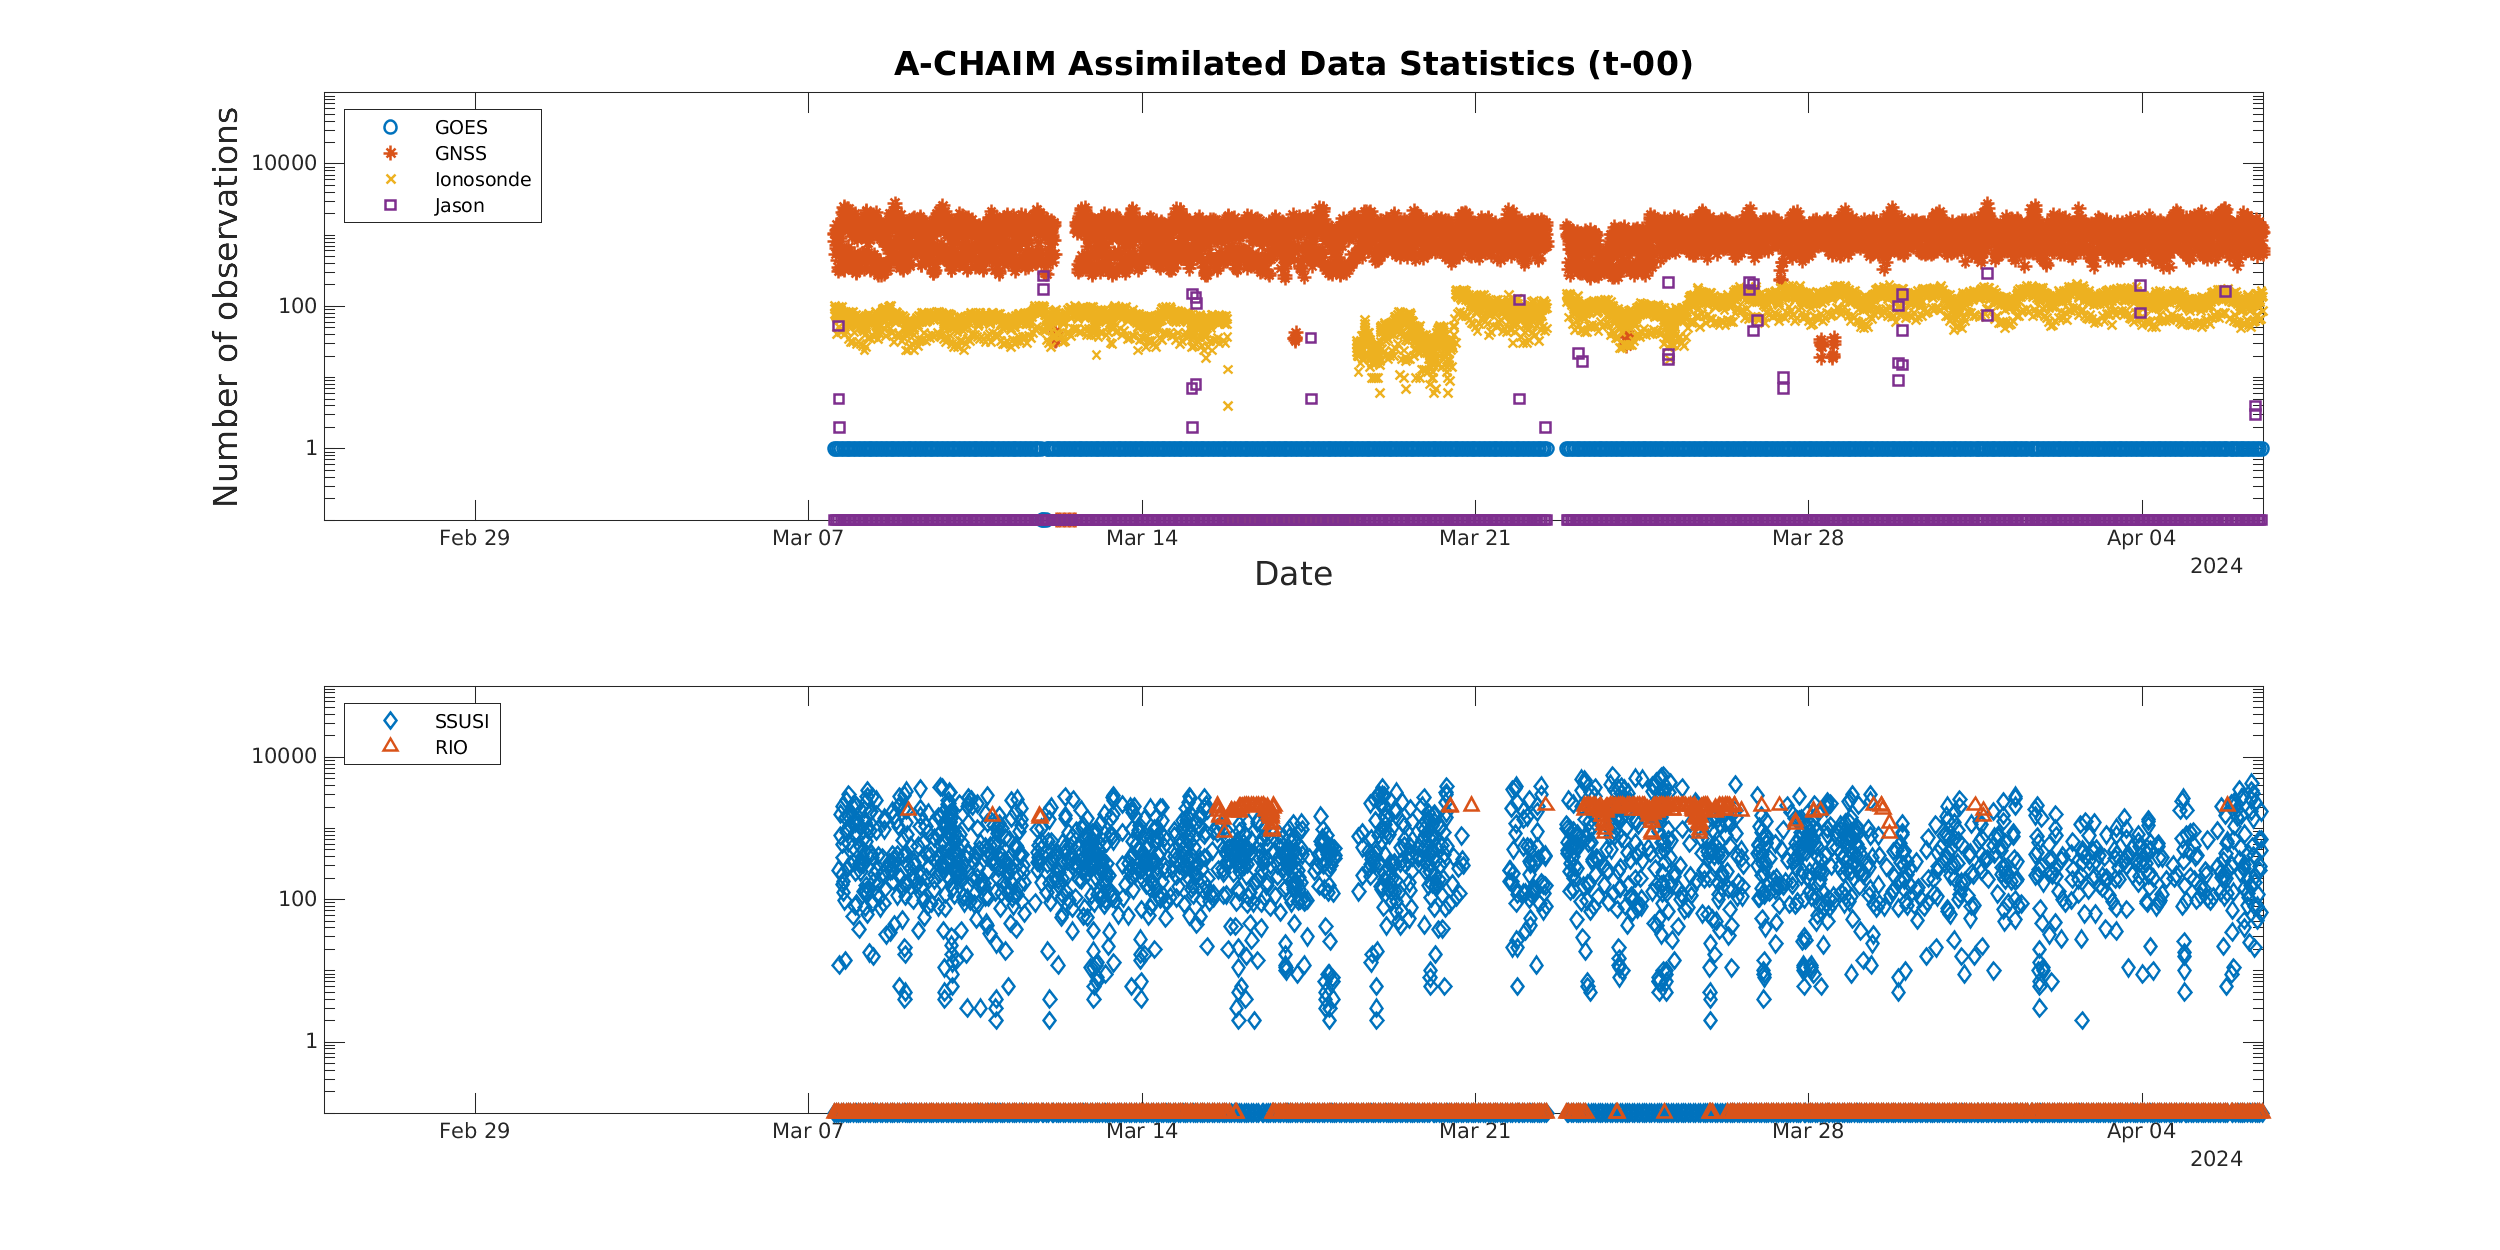 A-CHAIM Assimilated Data Statistics (t-00)
Number of observations
10000
100
1
GOES
GNSS
Ionosonde
Jason
Feb 29
Mar 07
Mar 14
Mar 21
Mar 28
Apr 04
2024
Date
10000
100
1
SSUSI
RIO
Feb 29
Mar 07
Mar 14
Mar 21
Mar 28
Apr 04
2024